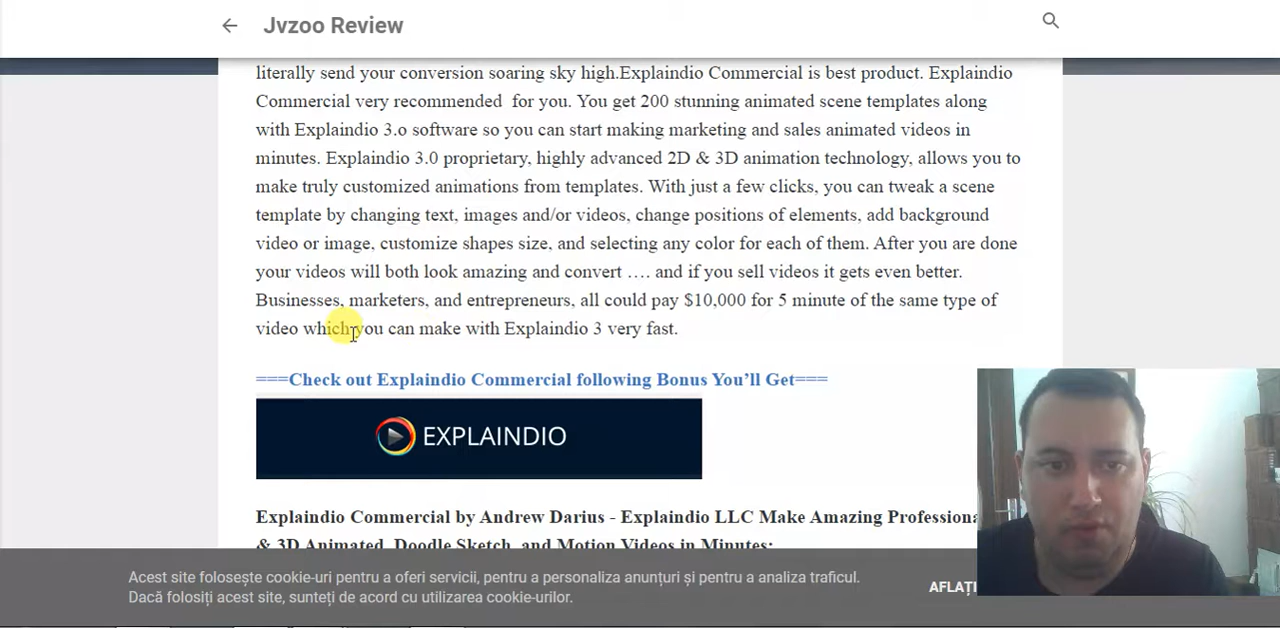 Jvzoo Review
literally send your conversion soaring sky high.Explaindio Commercial is best product. Explaindio
Commercial very recommended for you. You get 200 stunning animated scene templates along
with Explaindio 3.o software so you can start making marketing and sales animated videos in
minutes. Explaindio 3.0 proprietary, highly advanced 2D & 3D animation technology, allows you to
make truly customized animations from templates. With just a few clicks, you can tweak a scene
template by changing text, images and/or videos, change positions of elements, add background
video or image, customize shapes size, and selecting any color for each of them. After you are done
your videos will both look amazing and convert …. and if you sell videos it gets even better.
Businesses, marketers, and entrepreneurs, all could pay $10,000 for 5 minute of the same type of
video which you can make with Explaindio 3 very fast.
===Check out Explaindio Commercial following Bonus You’ll Get===
EXPLAINDIO
Explaindio Commercial by Andrew Darius - Explaindio LLC Make Amazing Professiona
& 3D Animated, Doodle Sketch, and Motion Videos in Minutes:
Acest site folosește cookie-uri pentru a oferi servicii, pentru a personaliza anunțuri și pentru a analiza traficul.
Dacă folosiți acest site, sunteți de acord cu utilizarea cookie-urilor.
AFLAȚI